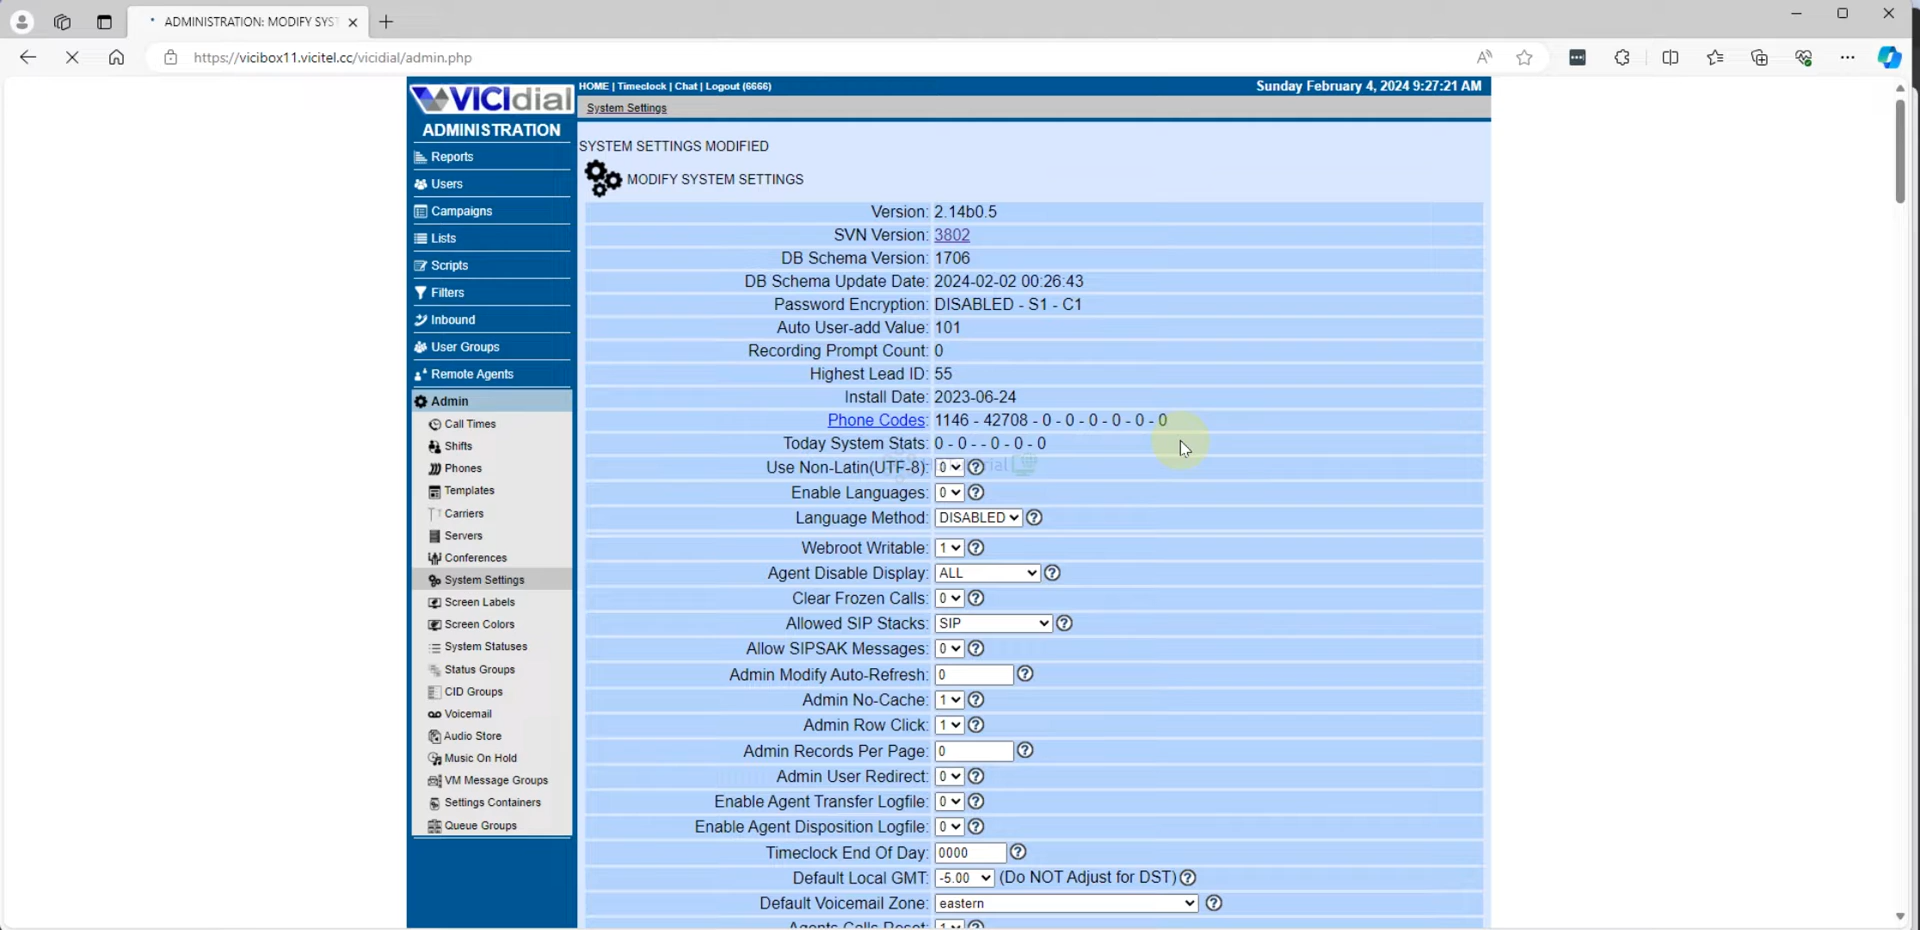 ADMINISTRATION: MODIFY SYS
https://vicibox11.vicitel.cc/vicidial/admin.php
VICIdial
HOME | Timeclock | Chat | Logout (6666)
Sunday February 4, 2024 9:27:21 AM
System Settings
ADMINISTRATION
Reports
Users
Campaigns
Lists
Scripts
Filters
Inbound
User Groups
Remote Agents
Admin
Call Times
Shifts
Phones
Templates
Carriers
Servers
Conferences
System Settings
Screen Labels
Screen Colors
System Statuses
Status Groups
CID Groups
Voicemail
Audio Store
Music On Hold
VM Message Groups
Settings Containers
Queue Groups
SYSTEM SETTINGS MODIFIED
MODIFY SYSTEM SETTINGS
Version: 2.14b0.5
SVN Version: 3802
DB Schema Version: 1706
DB Schema Update Date: 2024-02-02 00:26:43
Password Encryption: DISABLED - S1 - C1
Auto User-add Value: 101
Recording Prompt Count: 0
Highest Lead ID: 55
Install Date: 2023-06-24
Phone Codes: 1146 - 42708 - 0 - 0 - 0 - 0 - 0 - 0
Today System Stats: 0 - 0 - - 0 - 0 - 0
Use Non-Latin(UTF-8): 0
Enable Languages: 0
Language Method: DISABLED
Webroot Writable: 1
Agent Disable Display: ALL
Clear Frozen Calls: 0
Allowed SIP Stacks: SIP
Allow SIPSAK Messages: 0
Admin Modify Auto-Refresh: 0
Admin No-Cache: 1
Admin Row Click: 1
Admin Records Per Page: 0
Admin User Redirect: 0
Enable Agent Transfer Logfile: 0
Enable Agent Disposition Logfile: 0
Timeclock End Of Day: 0000
Default Local GMT: -5.00 (Do NOT Adjust for DST)
Default Voicemail Zone: eastern
Agents Calls Reset: 1